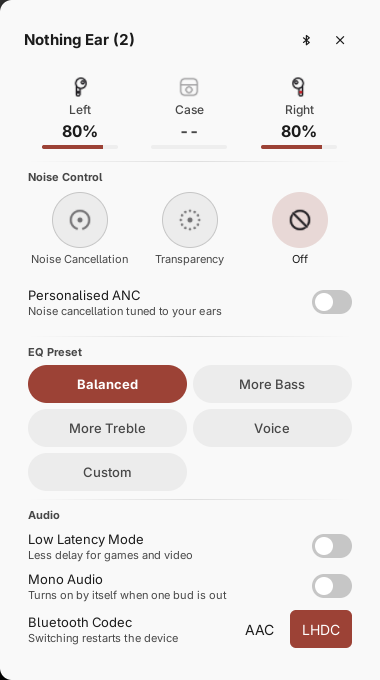 Nothing Ear (2)
Left
Case
Right
80%
--
80%
Noise Control
Noise Cancellation
Transparency
Off
Personalised ANC
Noise cancellation tuned to your ears
EQ Preset
Balanced
More Bass
More Treble
Voice
Custom
Audio
Low Latency Mode
Less delay for games and video
Mono Audio
Turns on by itself when one bud is out
Bluetooth Codec
Switching restarts the device
AAC
LHDC